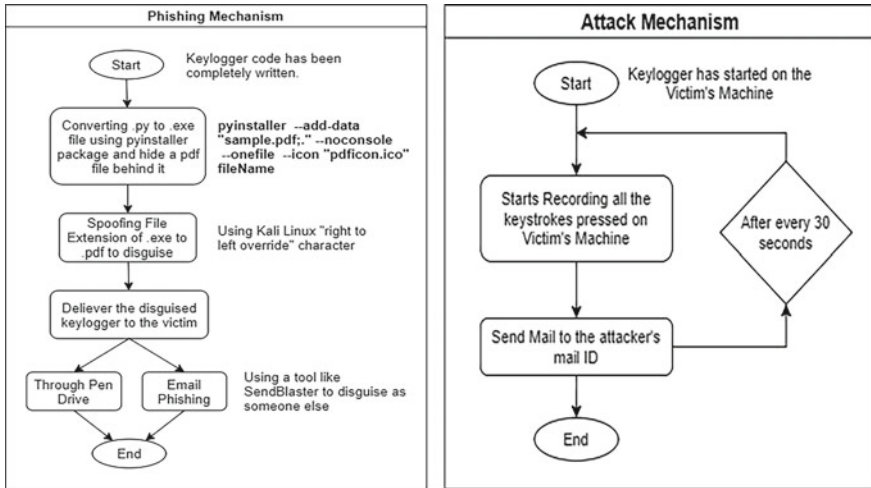 Phishing Mechanism
Start
Keylogger code has been
completely written.
Converting .py to .exe
file using pyinstaller
package and hide a pdf
file behind it
pyinstaller --add-data
"sample.pdf;." --noconsole
--onefile --icon "pdficon.ico"
fileName
Spoofing File
Extension of .exe to
.pdf to disguise
Using Kali Linux "right to
left override" character
Deliever the disguised
keylogger to the victim
Through Pen
Drive
Email
Phishing
Using a tool like
SendBlaster to disguise as
someone else
End
Attack Mechanism
Start
Keylogger has started on the
Victim's Machine
Starts Recording all the
keystrokes pressed on
Victim's Machine
After every 30
seconds
Send Mail to the attacker's
mail ID
End